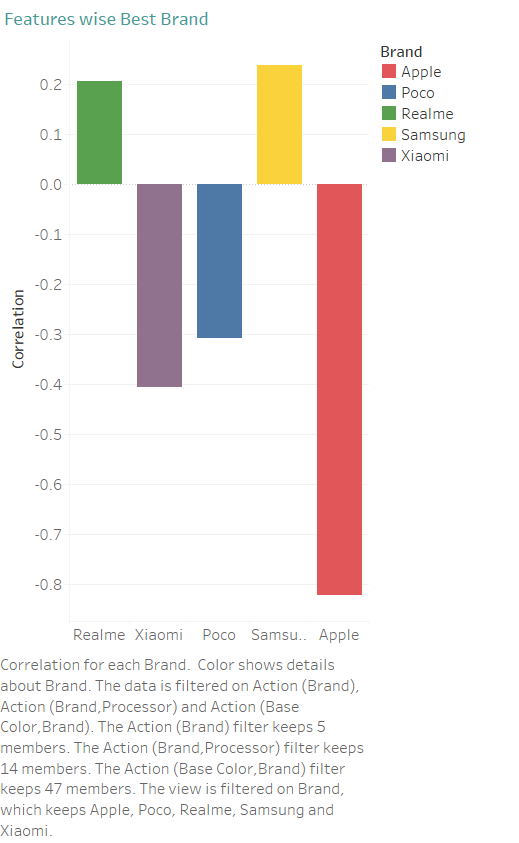 Features wise Best Brand
Brand
Apple
Poco
Realme
Samsung
Xiaomi
Correlation
0.2
0.1
0.0
-0.1
-0.2
-0.3
-0.4
-0.5
-0.6
-0.7
-0.8
Realme Xiaomi Poco Samsu.. Apple
Correlation for each Brand. Color shows details
about Brand. The data is filtered on Action (Brand),
Action (Brand,Processor) and Action (Base
Color,Brand). The Action (Brand) filter keeps 5
members. The Action (Brand,Processor) filter keeps
14 members. The Action (Base Color,Brand) filter
keeps 47 members. The view is filtered on Brand,
which keeps Apple, Poco, Realme, Samsung and
Xiaomi.